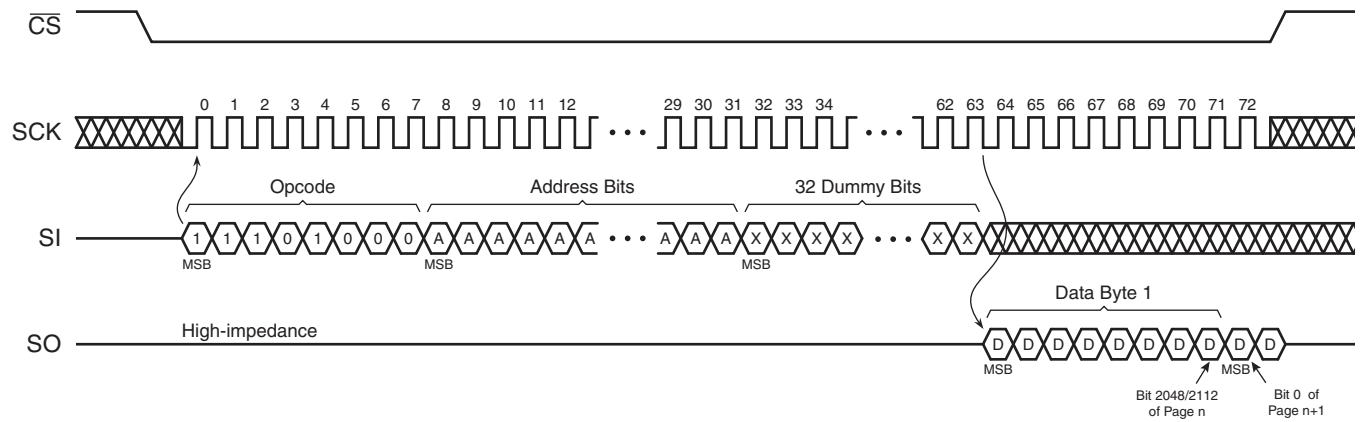 CS
0 1 2 3 4 5 6 7 8 9 10 11 12 29 30 31 32 33 34 62 63 64 65 66 67 68 69 70 71 72
SCK
Opcode Address Bits 32 Dummy Bits
SI 1 1 1 0 1 0 0 0 A A A A A A A A A X X X X X X
MSB MSB MSB
Data Byte 1
High-impedance
SO D D D D D D D D D D
MSB MSB
Bit 2048/2112 Bit 0 of
of Page n Page n+1